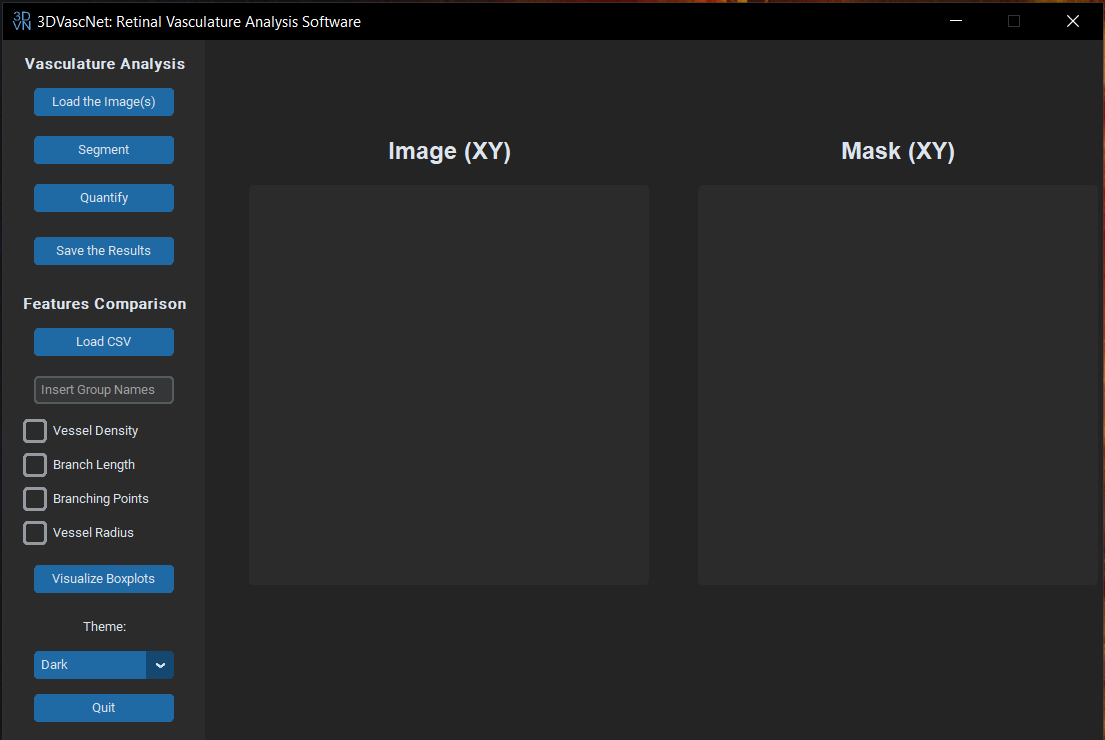 3D
VN
3DVascNet: Retinal Vasculature Analysis Software
Vasculature Analysis
Load the Image(s)
Segment
Quantify
Save the Results
Features Comparison
Load CSV
Insert Group Names
Vessel Density
Branch Length
Branching Points
Vessel Radius
Visualize Boxplots
Theme:
Dark
Quit
Image (XY)
Mask (XY)